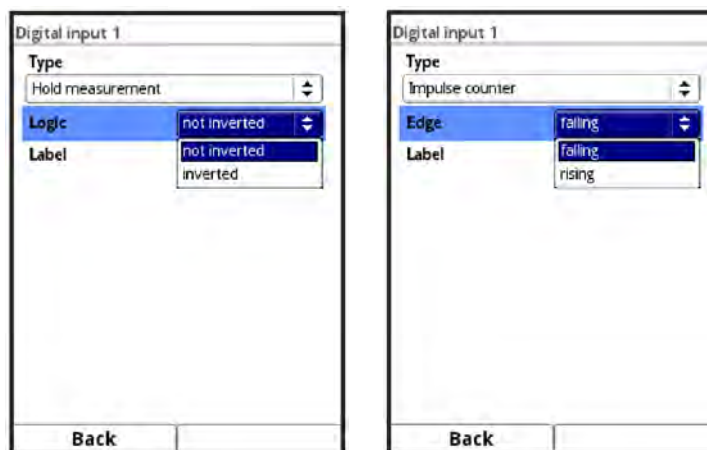 Digital input 1
Type
Hold measurement
Logic not inverted
Label not inverted
inverted
Back
Digital input 1
Type
Impulse counter
Edge falling
Label falling
rising
Back